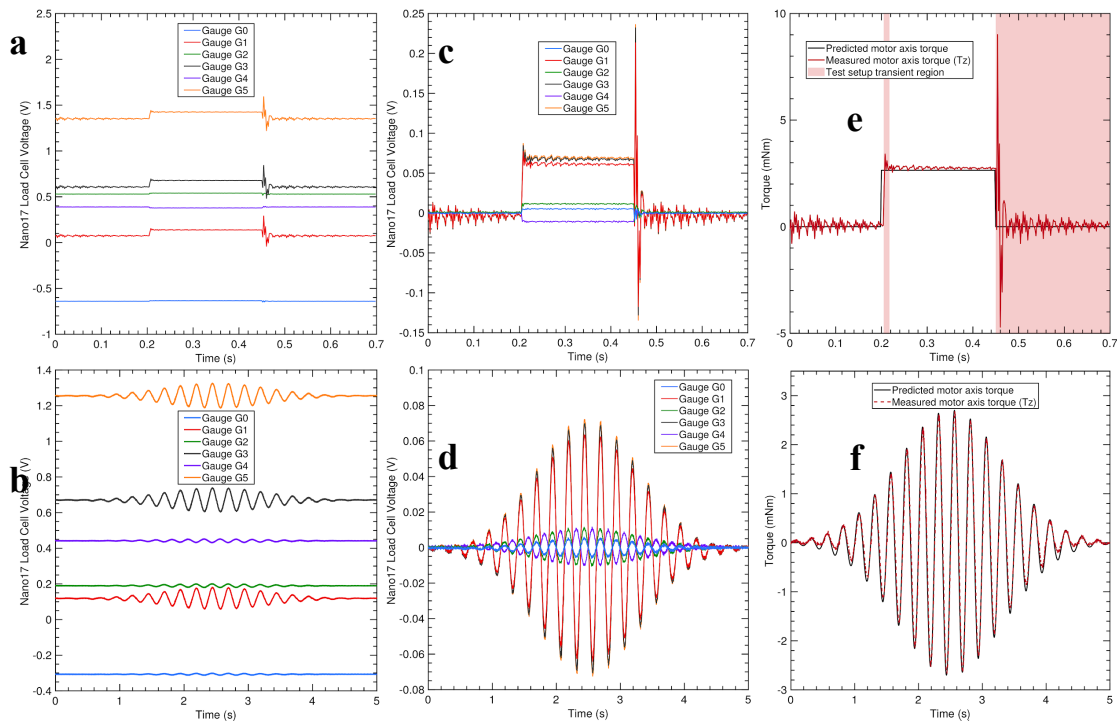 a
Nano17 Load Cell Voltage (V)
2.5
2
1.5
1
0.5
0
-0.5
-1
Gauge G0
Gauge G1
Gauge G2
Gauge G3
Gauge G4
Gauge G5
0 0.1 0.2 0.3 0.4 0.5 0.6 0.7
Time (s)
c
Nano17 Load Cell Voltage (V)
0.25
0.2
0.15
0.1
0.05
0
-0.05
-0.1
-0.15
Gauge G0
Gauge G1
Gauge G2
Gauge G3
Gauge G4
Gauge G5
0 0.1 0.2 0.3 0.4 0.5 0.6 0.7
Time (s)
e
Torque (mNm)
10
5
0
-5
Predicted motor axis torque
Measured motor axis torque (Tz)
Test setup transient region
0 0.1 0.2 0.3 0.4 0.5 0.6 0.7
Time (s)
b
Nano17 Load Cell Voltage (V)
1.4
1.2
1
0.8
0.6
0.4
0.2
0
-0.2
-0.4
Gauge G0
Gauge G1
Gauge G2
Gauge G3
Gauge G4
Gauge G5
0 1 2 3 4 5
Time (s)
d
Nano17 Load Cell Voltage (V)
0.08
0.06
0.04
0.02
0
-0.02
-0.04
-0.06
-0.08
Gauge G0
Gauge G1
Gauge G2
Gauge G3
Gauge G4
Gauge G5
0 1 2 3 4 5
Time (s)
f
Torque (mNm)
3
2
1
0
-1
-2
-3
Predicted motor axis torque
Measured motor axis torque (Tz)
0 1 2 3 4 5
Time (s)